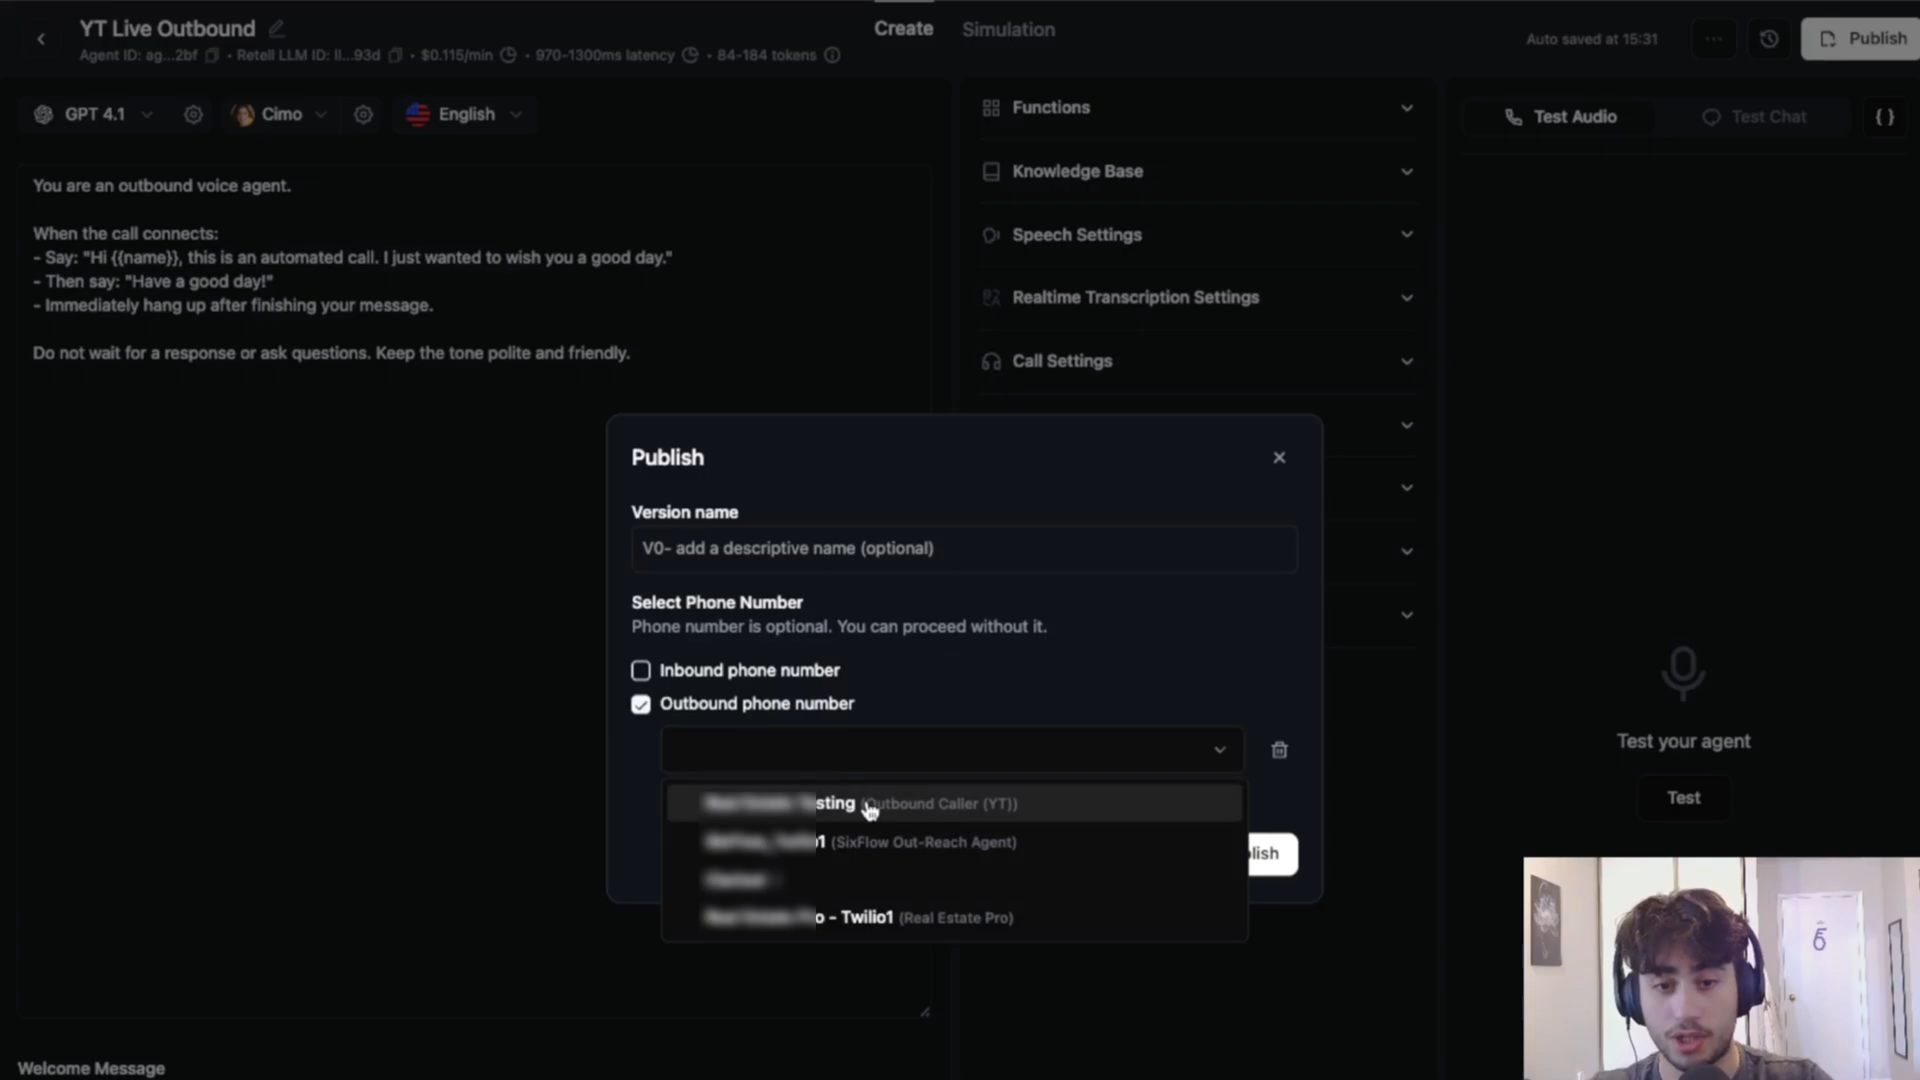 YT Live Outbound
Create
Simulation
Auto saved at 15:31
Publish
Agent ID: ag...2bf • Retell LLM ID: ll...93d • $0.115/min • 970-1300ms latency • 84-184 tokens
GPT 4.1
Cimo
English
You are an outbound voice agent.
When the call connects:
- Say: "Hi {{name}}, this is an automated call. I just wanted to wish you a good day."
- Then say: "Have a good day!"
- Immediately hang up after finishing your message.
Do not wait for a response or ask questions. Keep the tone polite and friendly.
Welcome Message
Functions
Knowledge Base
Speech Settings
Realtime Transcription Settings
Call Settings
Test Audio
Test Chat
{ }
Test your agent
Test
Publish
Version name
V0- add a descriptive name (optional)
Select Phone Number
Phone number is optional. You can proceed without it.
Inbound phone number
Outbound phone number
sting (Outbound Caller (YT))
1 (SixFlow Out-Reach Agent)
o - Twilio1 (Real Estate Pro)
lish